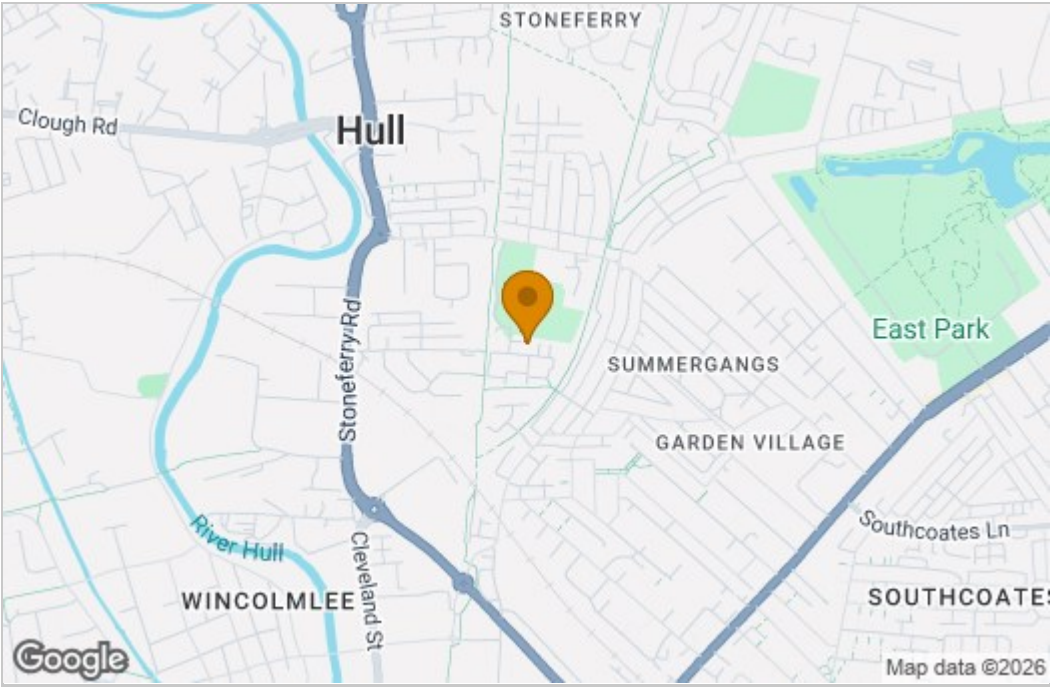 STONEFERRY
Clough Rd
Hull
East Park
Stoneferry Rd
SUMMERGANGS
GARDEN VILLAGE
River Hull
Cleveland St
Southcoates Ln
WINCOLMLEE
SOUTHCOATES
Google
Map data ©2026